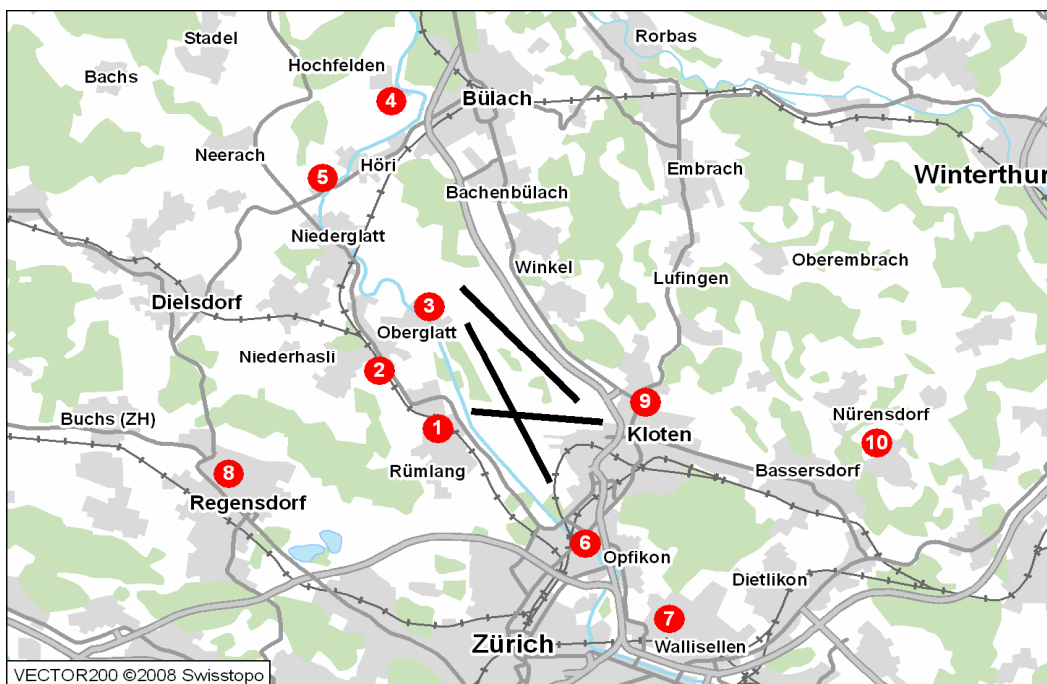 Stadel
Rorbas
Hochfelden
Bachs
4
Bülach
Neerach
Höri
Embrach
Winterthur
5
Bachenbülach
Niederglatt
Winkel
Oberembrach
Lufingen
Dielsdorf
3
Oberglatt
Niederhasli
2
9
Nürensdorf
Buchs (ZH)
1
Kloten
10
Rümlang
Bassersdorf
8
Regensdorf
6
Opfikon
Dietlikon
7
Zürich
Wallisellen
VECTOR200 ©2008 Swisstopo